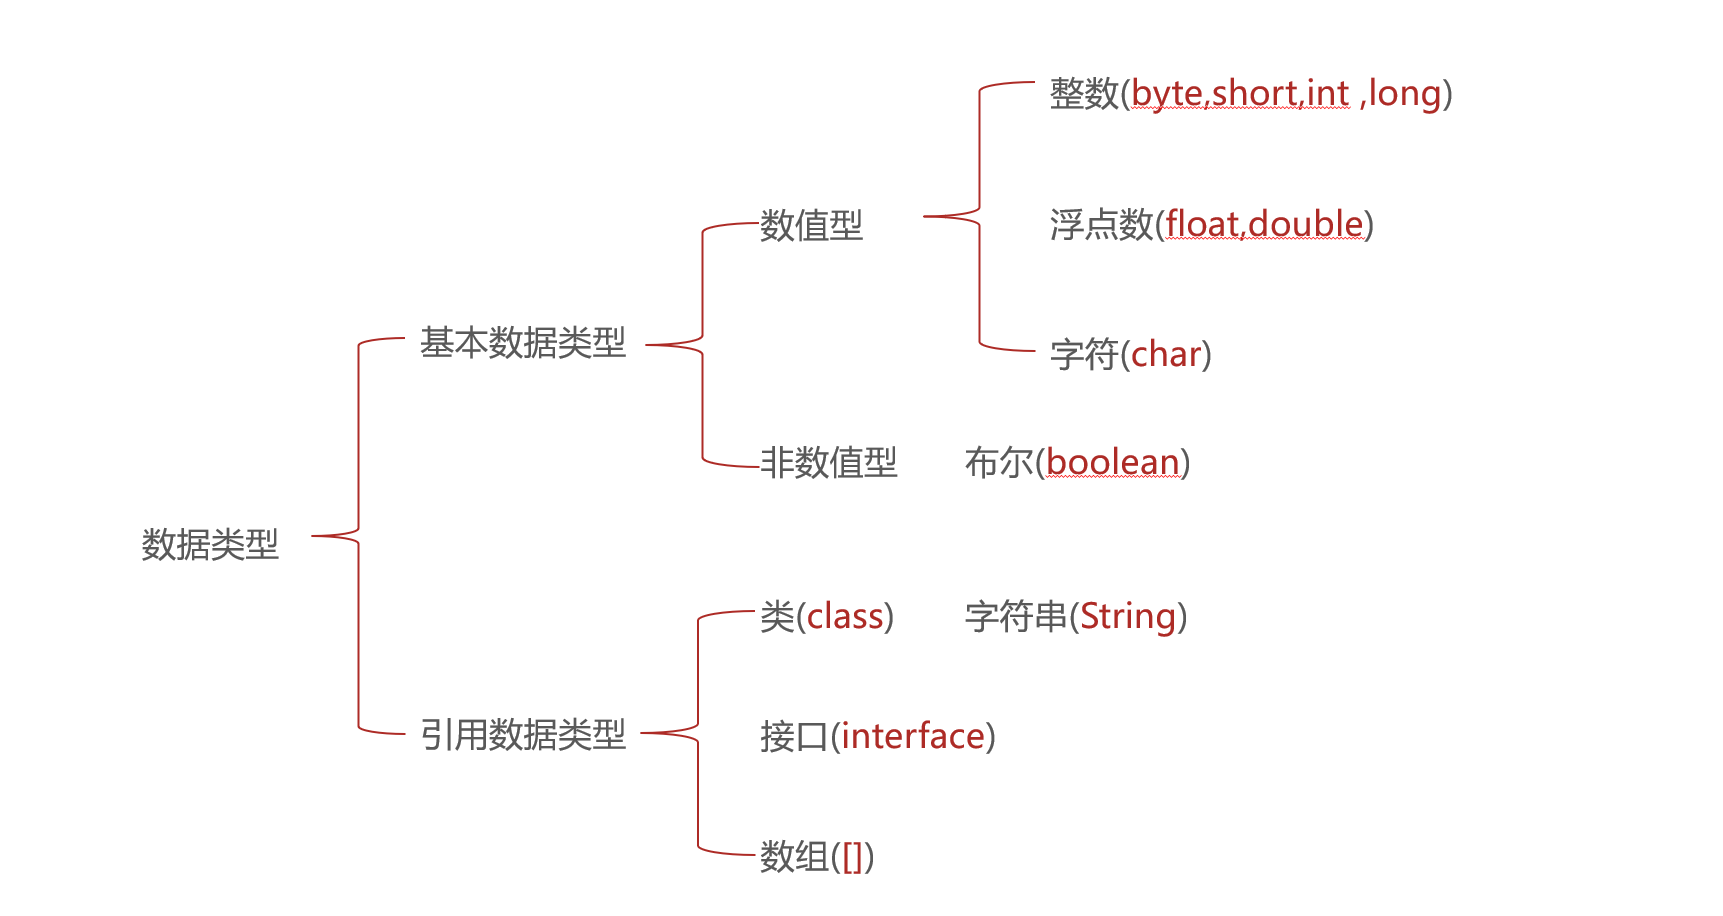 整数(byte,short,int ,long)
数值型
浮点数(float,double)
基本数据类型
字符(char)
非数值型
布尔(boolean)
数据类型
类(class)
字符串(String)
引用数据类型
接口(interface)
数组([])